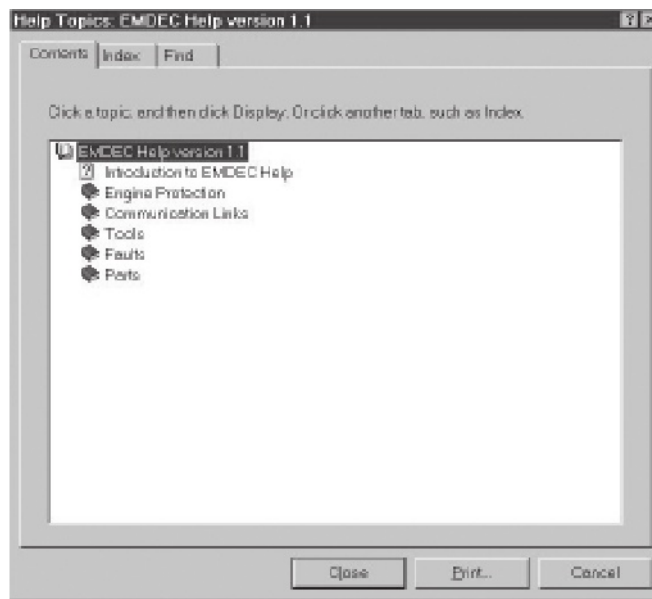 Help Topics: EMDEC Help version 1.1
Contents Index Find
Click a topic, and then click Display. Or click another tab, such as Index.
EMDEC Help version 1.1
Introduction to EMDEC Help
Engine Protection
Communication Links
Tools
Faults
Parts
Close Print... Cancel